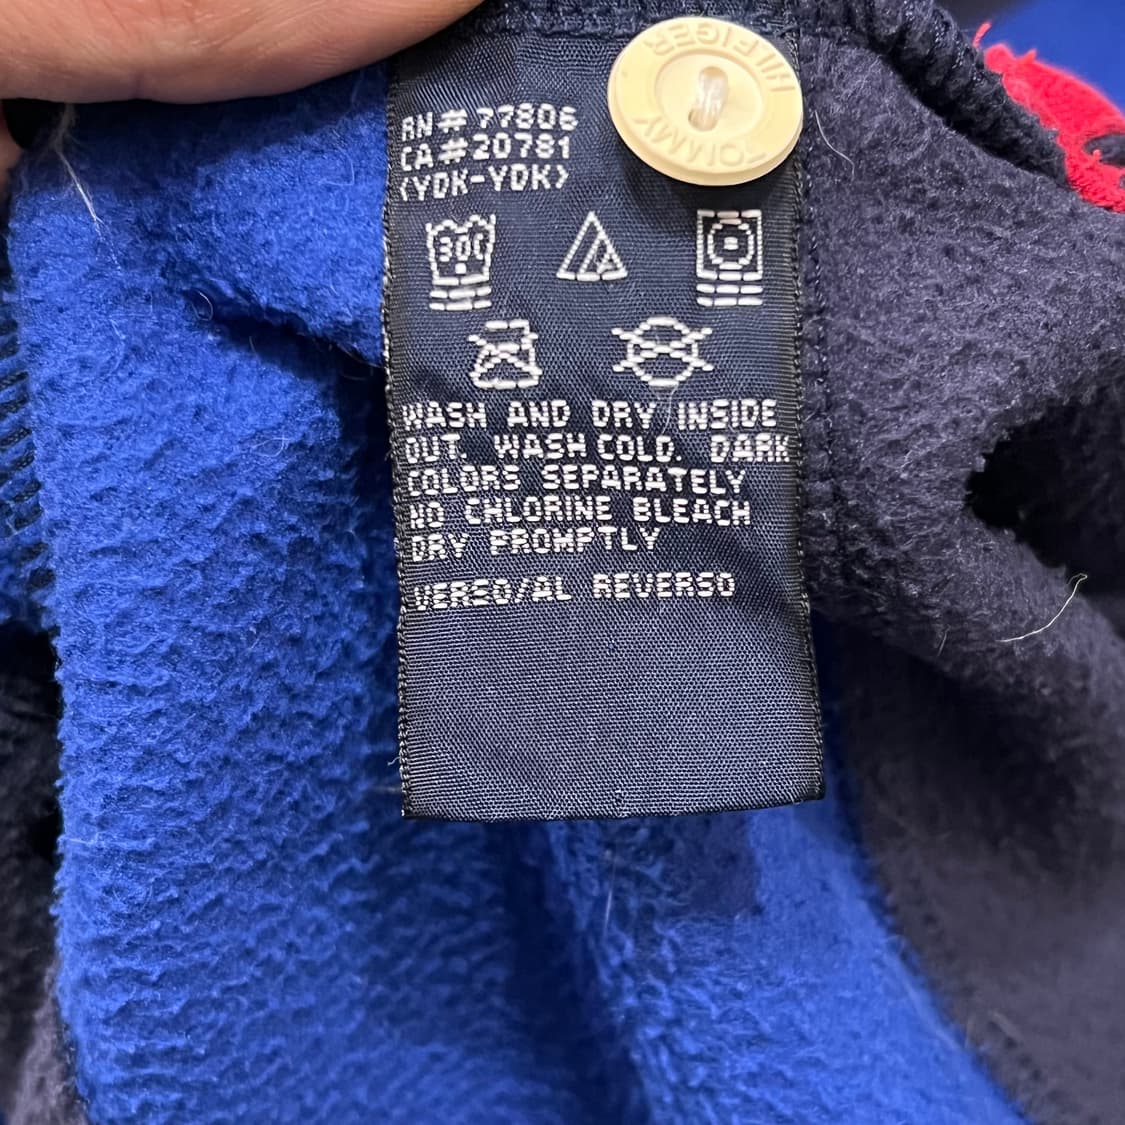 TOMMY HILFIGER
RN # 77806
CA # 20781
(YDK-YDK)
30C
WASH AND DRY INSIDE
OUT. WASH COLD. DARK
COLORS SEPARATELY
NO CHLORINE BLEACH
DRY PROMPTLY
VERSO/AL REVERSO